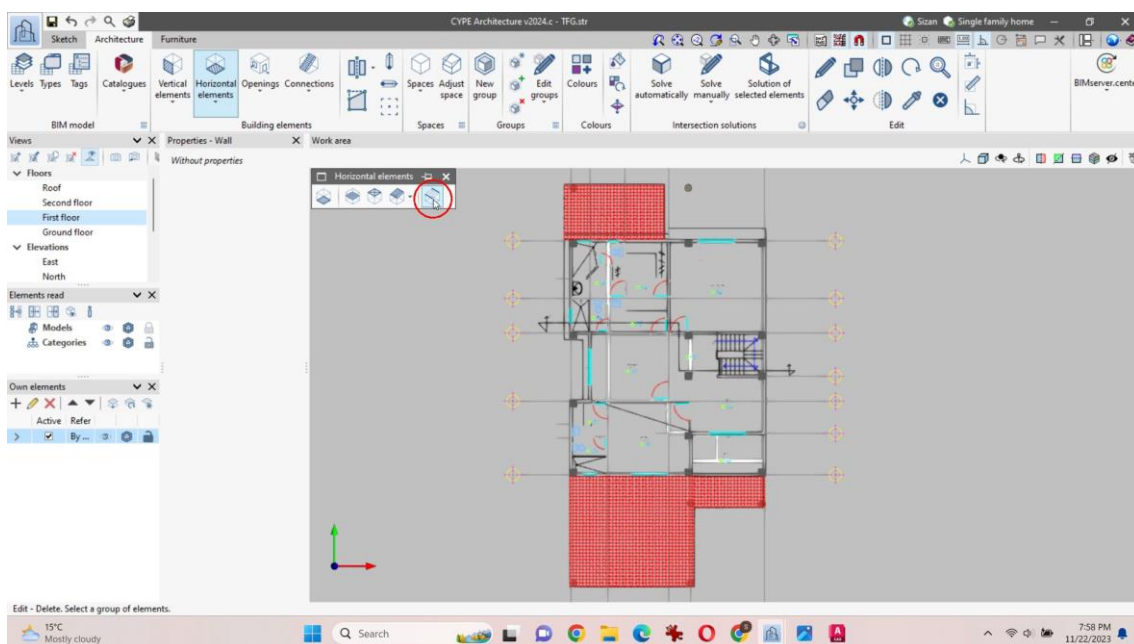 CYPE Architecture v2024.c - TFG.str
Sizan
Single family home
Sketch
Architecture
Furniture
Levels
Types
Tags
Catalogues
Vertical elements
Horizontal elements
Openings
Connections
Spaces
Adjust space
New group
Edit groups
Colours
Solve automatically
Solve manually
Solution of selected elements
BIMserver.cente
BIM model
Building elements
Spaces
Groups
Colours
Intersection solutions
Edit
Views
Properties - Wall
Work area
Without properties
Floors
Roof
Second floor
First floor
Ground floor
Elevations
East
North
Horizontal elements
Elements read
Models
Categories
Own elements
Active Refer
By ...
Edit - Delete. Select a group of elements.
15°C
Mostly cloudy
Search
7:58 PM
11/22/2023